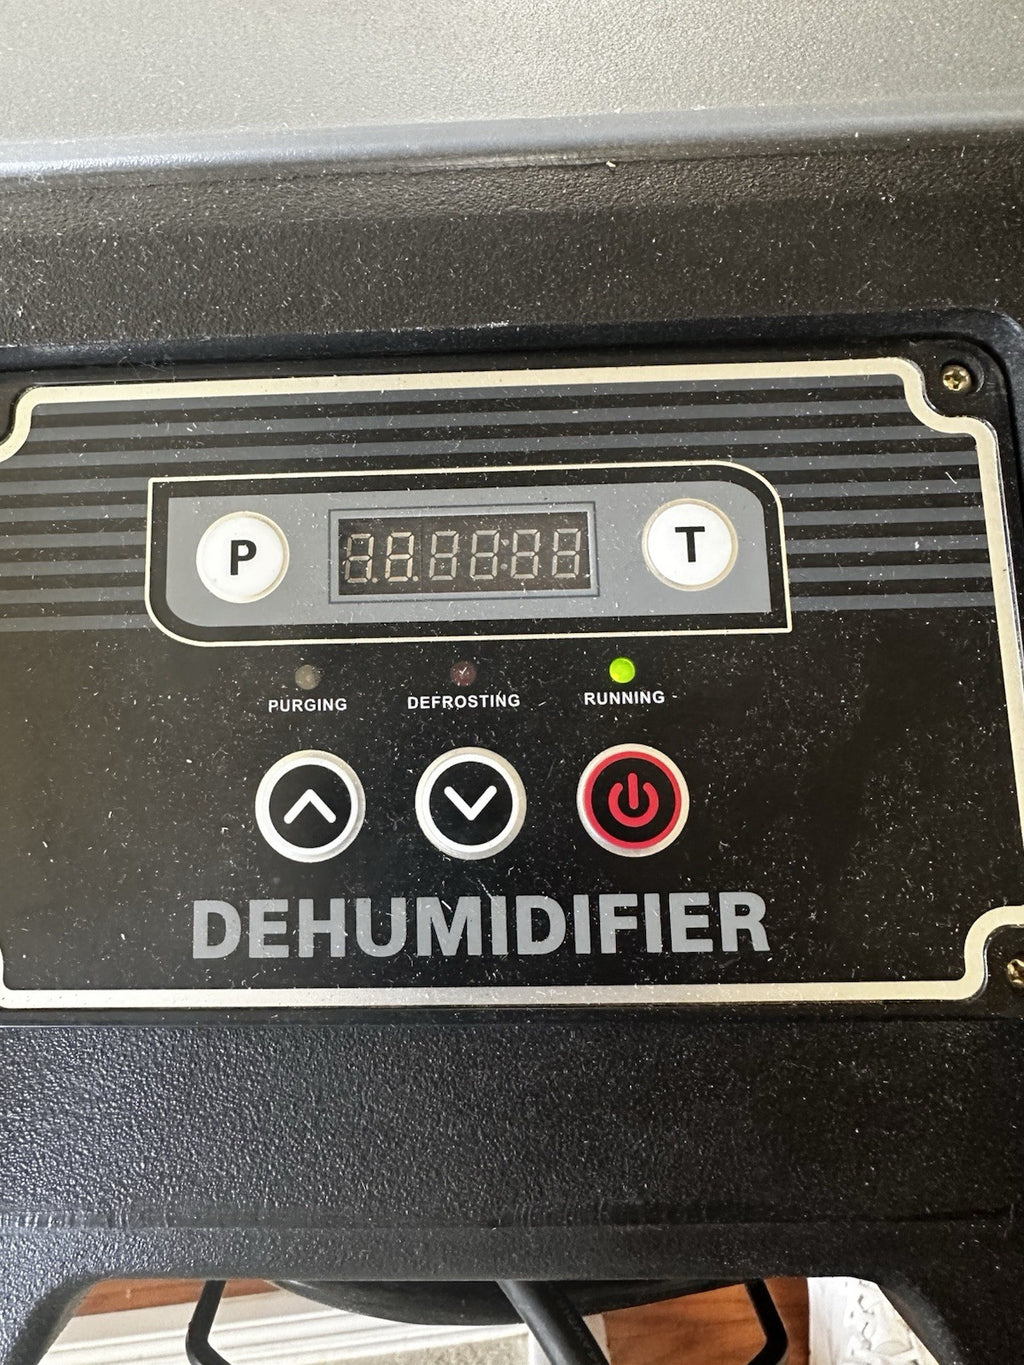 P
T
PURGING DEFROSTING RUNNING
DEHUMIDIFIER